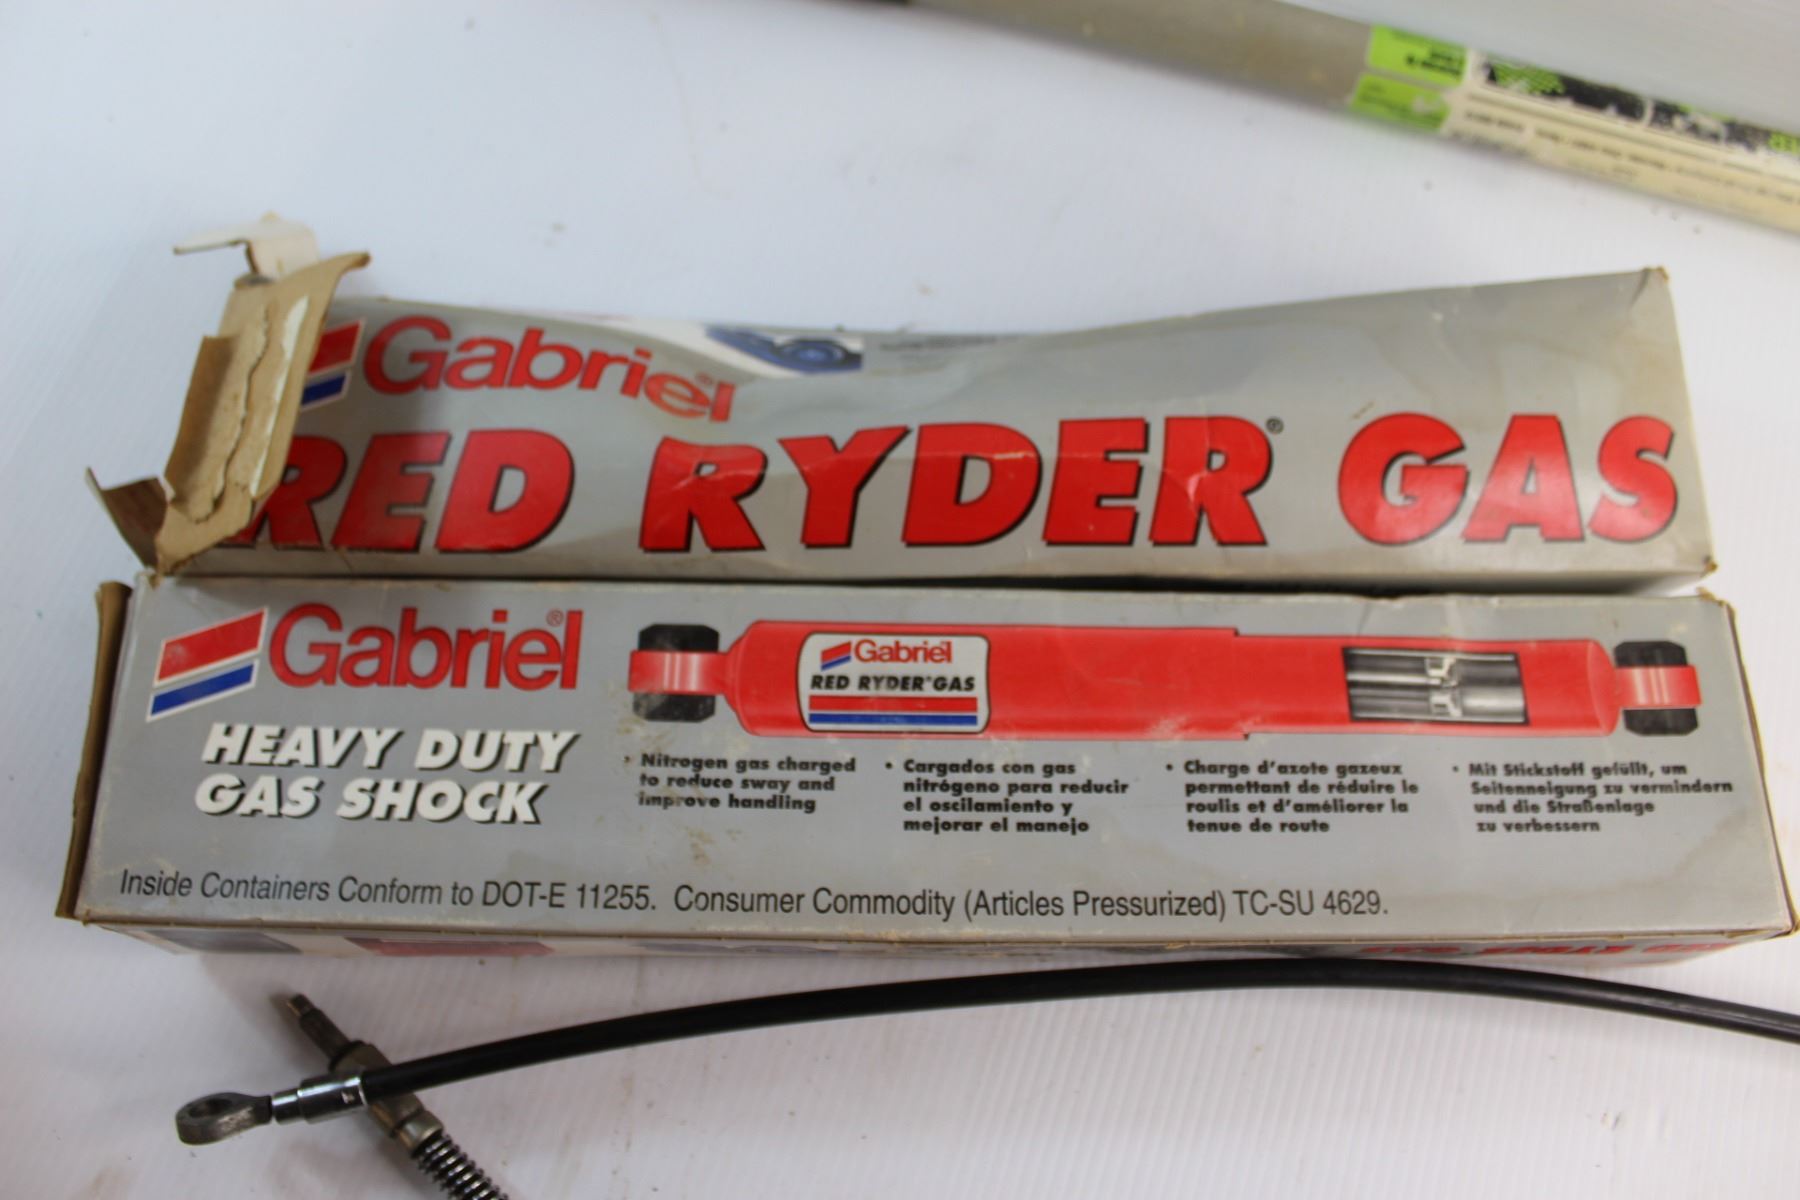 Gabriel
RED RYDER® GAS
Gabriel®
HEAVY DUTY
GAS SHOCK
Gabriel
RED RYDER® GAS
• Nitrogen gas charged
to reduce sway and
improve handling
• Cargados con gas
nitrógeno para reducir
el oscilamiento y
mejorar el manejo
• Charge d'azote gazeux
permettant de réduire le
roulis et d'améliorer la
tenue de route
• Mit Stickstoff gefüllt, um
Seitenneigung zu vermindern
und die Straßenlage
zu verbessern
Inside Containers Conform to DOT-E 11255. Consumer Commodity (Articles Pressurized) TC-SU 4629.